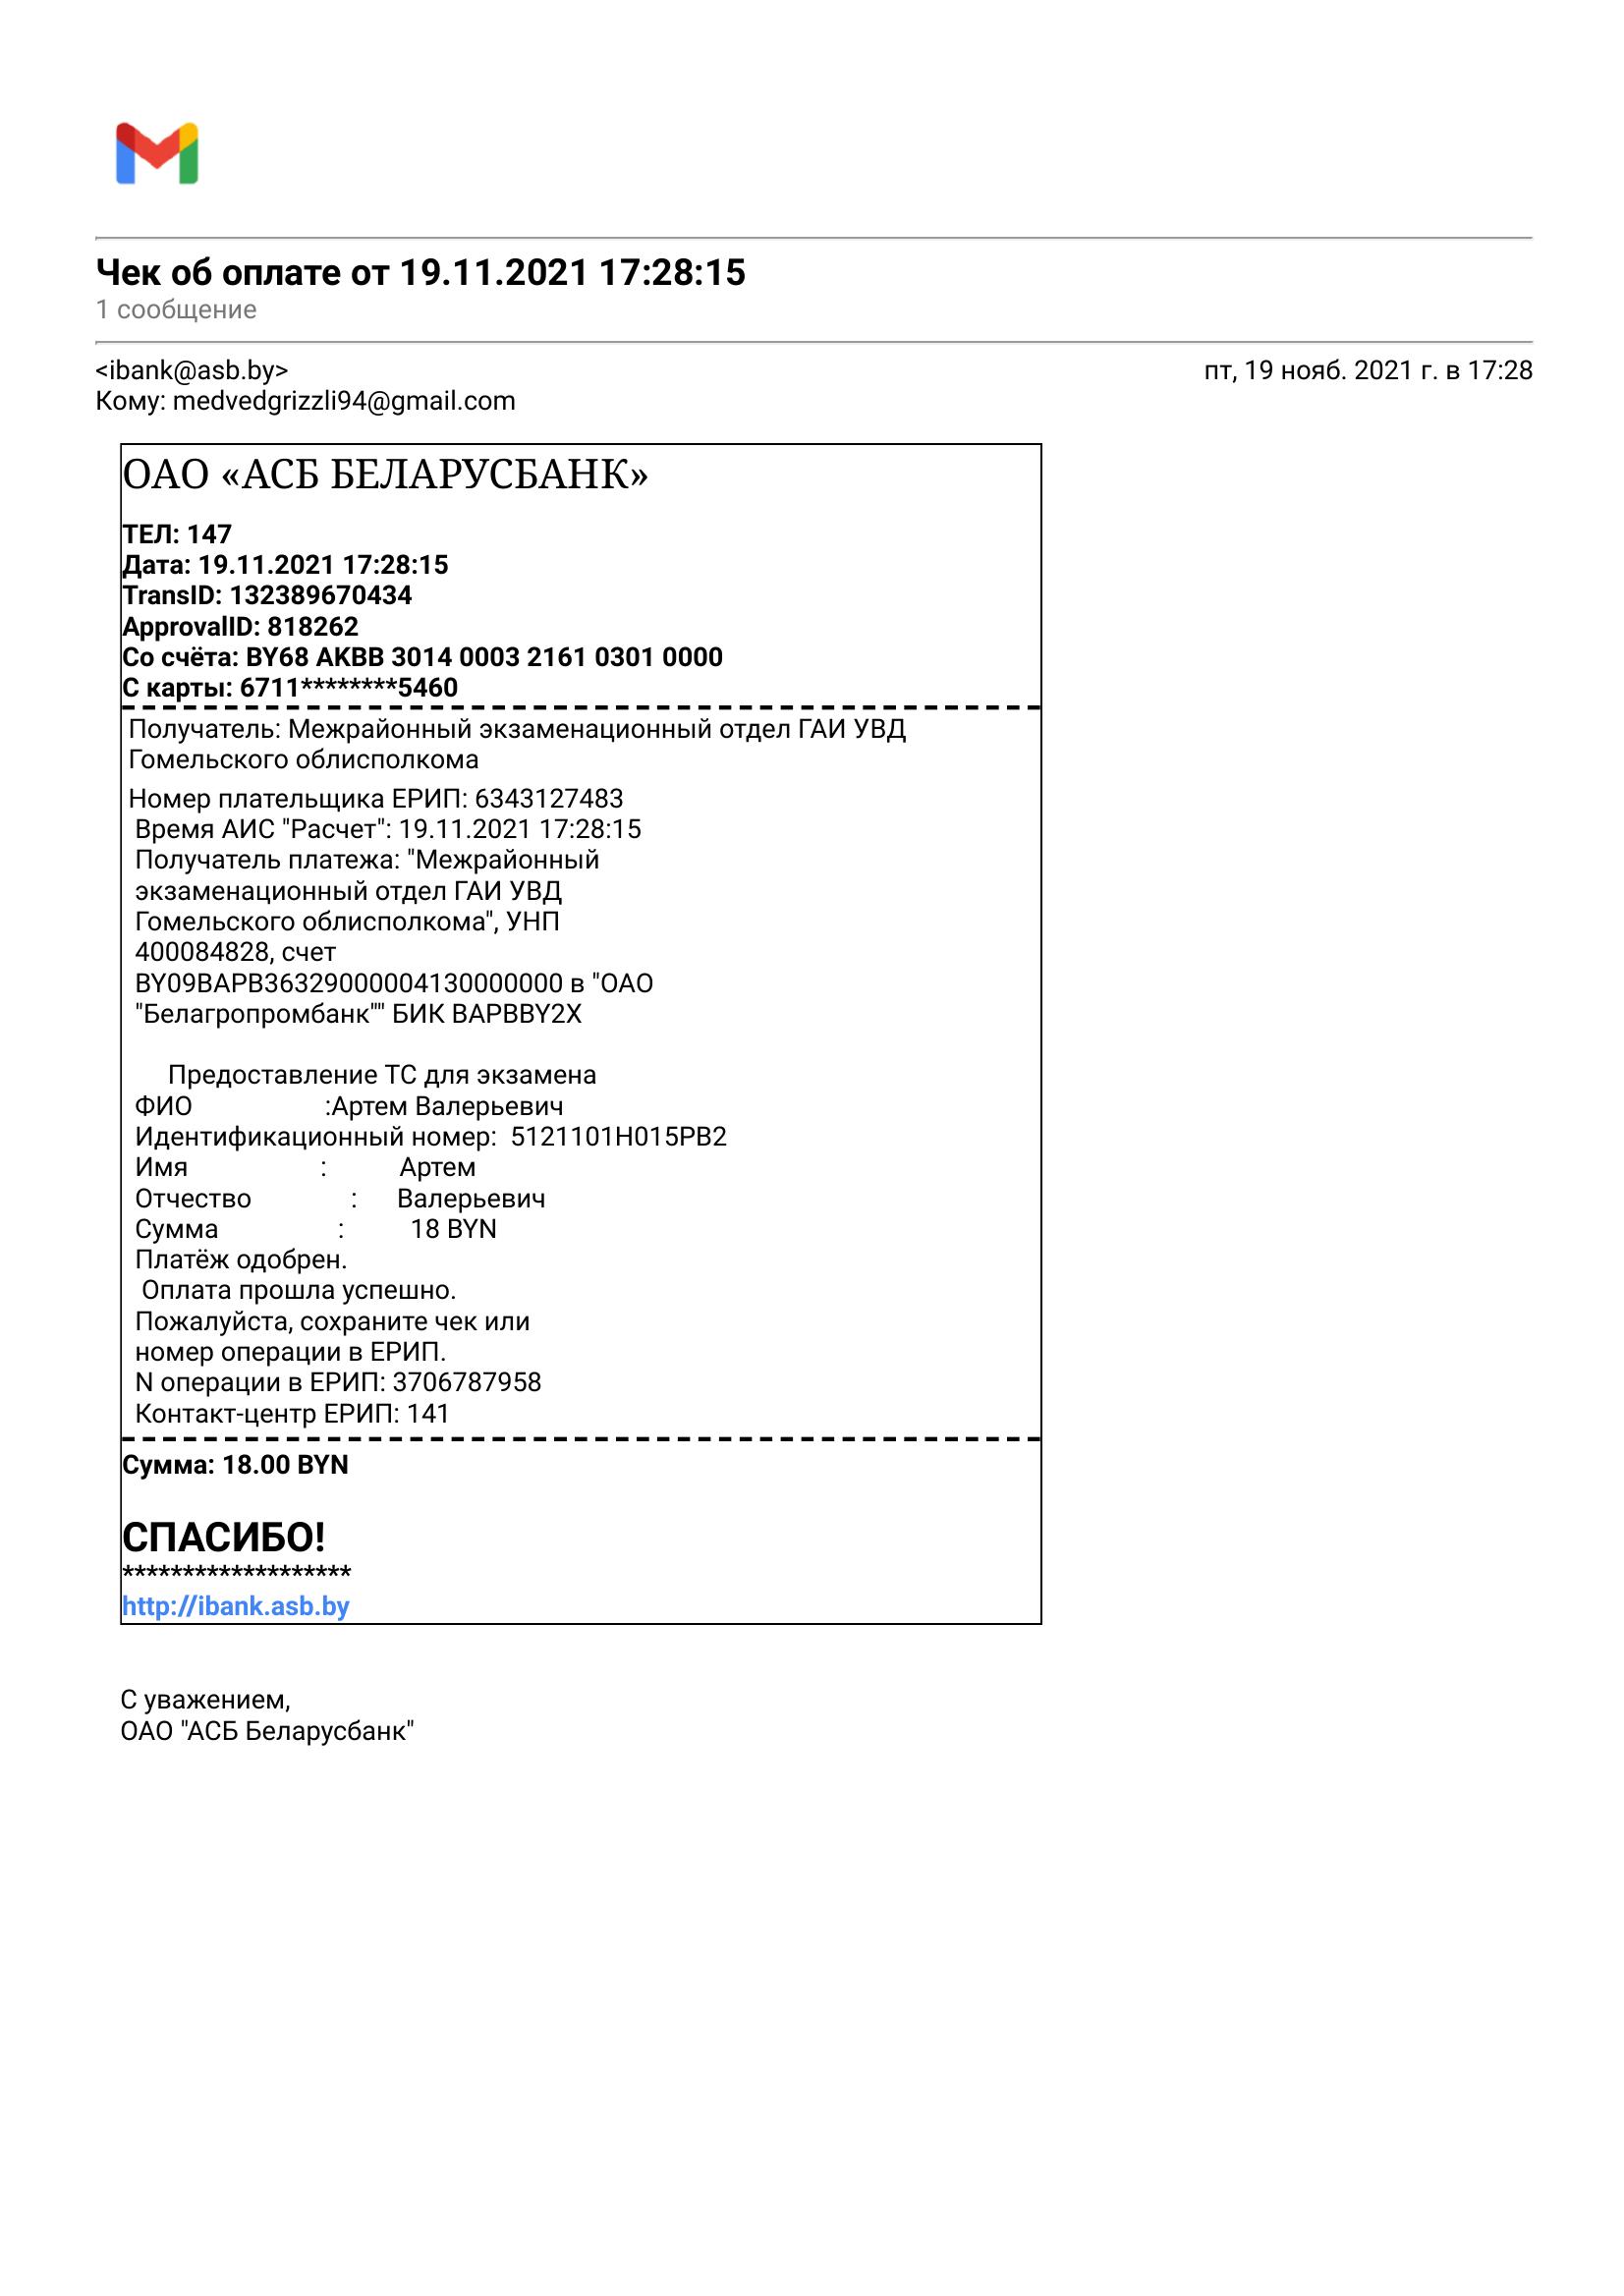 Чек об оплате от 19.11.2021 17:28:15
1 сообщение
<ibank@asb.by> пт, 19 нояб. 2021 г. в 17:28
Кому: medvedgrizzli94@gmail.com
ОАО «АСБ БЕЛАРУСБАНК»
ТЕЛ: 147
Дата: 19.11.2021 17:28:15
TransID: 132389670434
ApprovalID: 818262
Со счёта: BY68 AKBB 3014 0003 2161 0301 0000
С карты: 6711********5460
Получатель: Межрайонный экзаменационный отдел ГАИ УВД
Гомельского облисполкома
Номер плательщика ЕРИП: 6343127483
Время АИС "Расчет": 19.11.2021 17:28:15
Получатель платежа: "Межрайонный
экзаменационный отдел ГАИ УВД
Гомельского облисполкома", УНП
400084828, счет
BY09BAPB36329000004130000000 в "ОАО
"Белагропромбанк"" БИК BAPBBY2X
Предоставление ТС для экзамена
ФИО :Артем Валерьевич
Идентификационный номер: 5121101H015PB2
Имя : Артем
Отчество : Валерьевич
Сумма : 18 BYN
Платёж одобрен.
Оплата прошла успешно.
Пожалуйста, сохраните чек или
номер операции в ЕРИП.
N операции в ЕРИП: 3706787958
Контакт-центр ЕРИП: 141
Сумма: 18.00 BYN
СПАСИБО!
*******************
http://ibank.asb.by
С уважением,
ОАО "АСБ Беларусбанк"